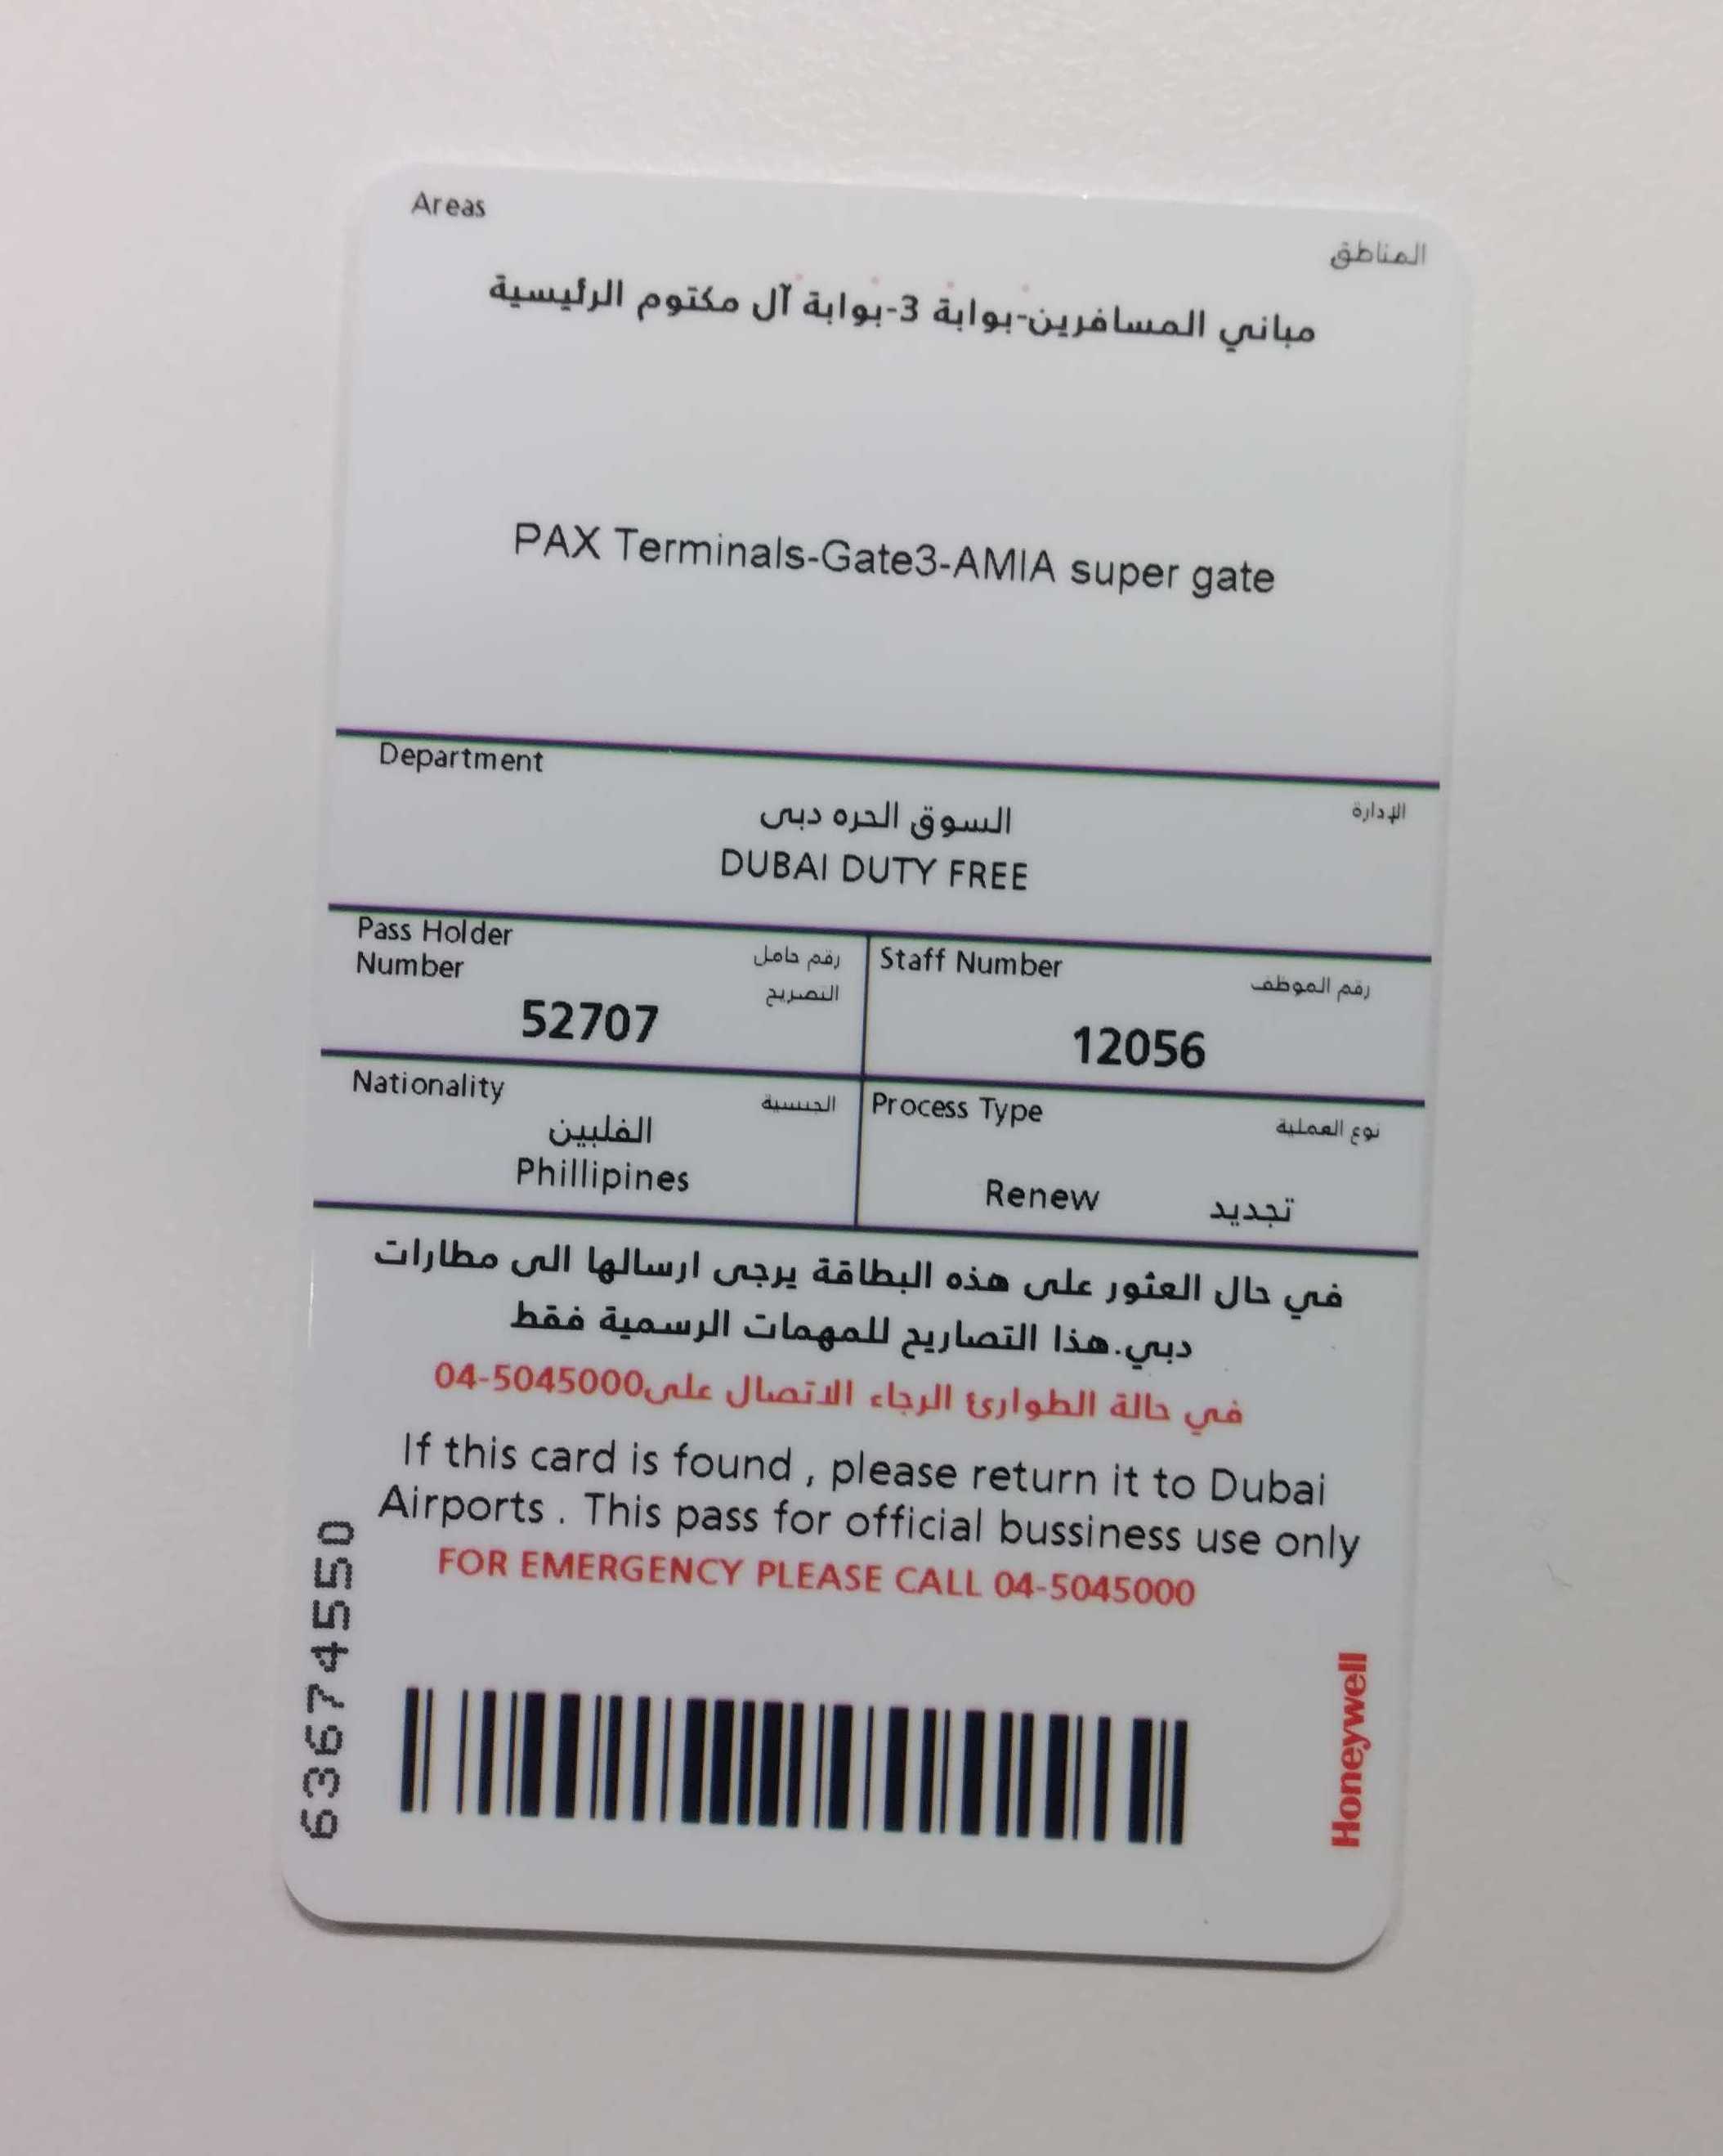 Areas
المناطق
مباني المسافرين-بوابة 3-بوابة آل مكتوم الرئيسية
PAX Terminals-Gate3-AMIA super gate
Department
الإدارة
السوق الحره دبى
DUBAI DUTY FREE
Pass Holder
Number
رقم حامل
التصريح
52707
Staff Number
رقم الموظف
12056
Nationality
الجنسية
الفلبين
Phillipines
Process Type
نوع العملية
Renew تجديد
في حال العثور على هذه البطاقة يرجى ارسالها الى مطارات
دبي.هذا التصاريح للمهمات الرسمية فقط
في حالة الطوارئ الرجاء الاتصال على04-5045000
If this card is found , please return it to Dubai
Airports . This pass for official bussiness use only
FOR EMERGENCY PLEASE CALL 04-5045000
63674550
Honeywell